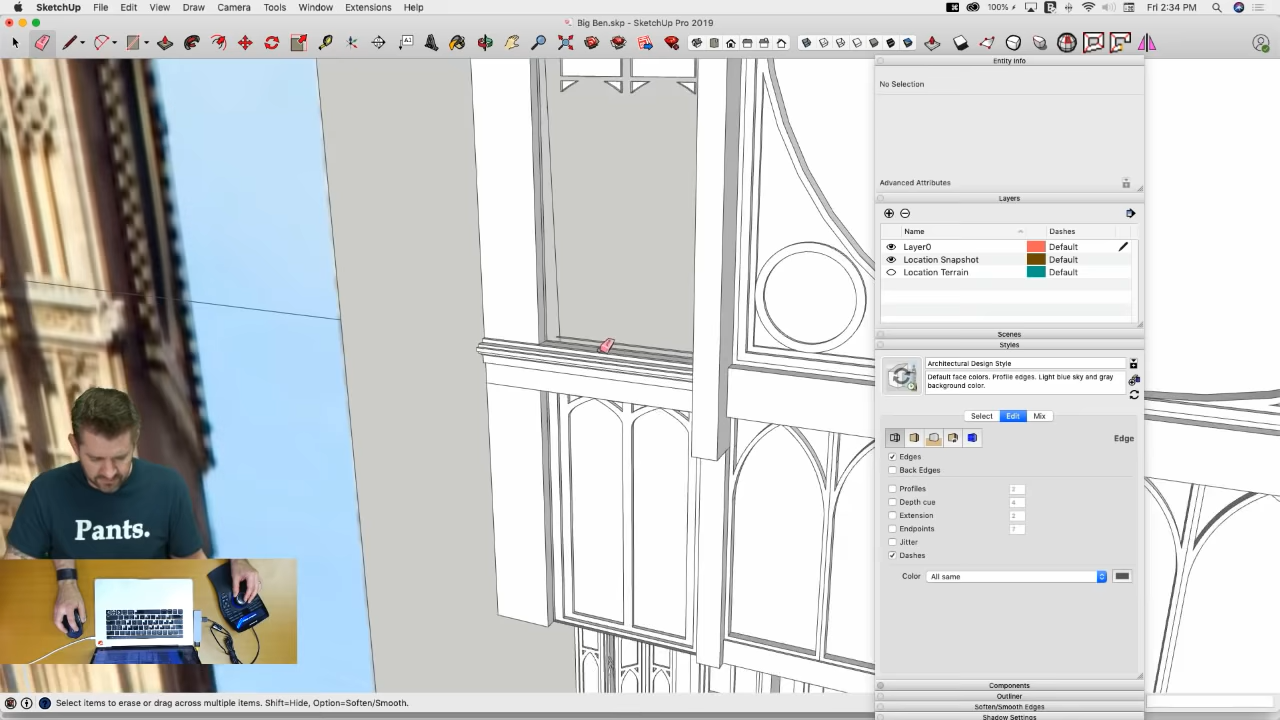 SketchUp File Edit View Draw Camera Tools Window Extensions Help 100% Fri 2:34 PM
Big Ben.skp - SketchUp Pro 2019
Entity Info
No Selection
Advanced Attributes
Layers
Name Dashes
Layer0 Default
Location Snapshot Default
Location Terrain Default
Scenes
Styles
Architectural Design Style
Default face colors. Profile edges. Light blue sky and gray
background color.
Select Edit Mix
Edge
Edges
Back Edges
Profiles 2
Depth cue 4
Extension 2
Endpoints 7
Jitter
Dashes
Color All same
Pants.
Components
Outliner
Soften/Smooth Edges
Shadow Settings
Select items to erase or drag across multiple items. Shift=Hide, Option=Soften/Smooth.